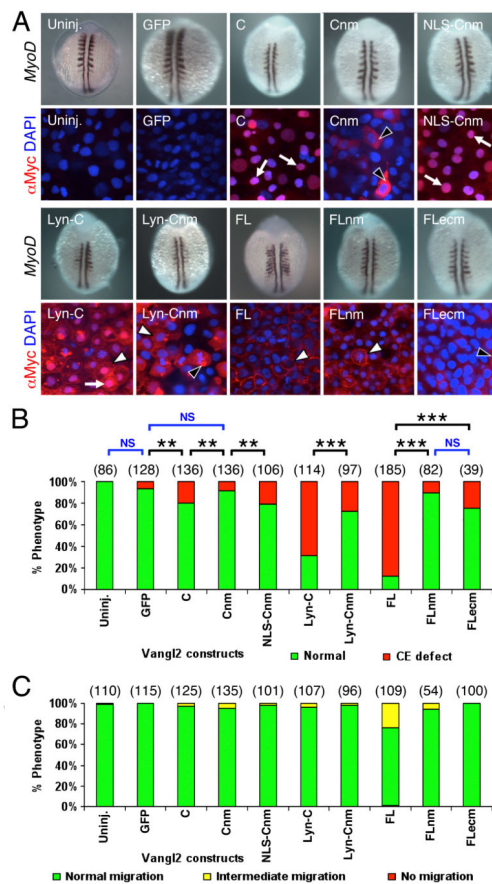 A
MyoD
Uninj. GFP C Cnm NLS-Cnm
αMyc DAPI
Uninj. GFP C Cnm NLS-Cnm
MyoD
Lyn-C Lyn-Cnm FL FLnm FLecm
αMyc DAPI
Lyn-C Lyn-Cnm FL FLnm FLecm
B
NS ***
NS ** ** ** *** *** NS
(86) (128) (136) (136) (106) (114) (97) (185) (82) (39)
% Phenotype
100%
80%
60%
40%
20%
0%
Uninj. GFP C Cnm NLS-Cnm Lyn-C Lyn-Cnm FL FLnm FLecm
Vangl2 constructs
Normal CE defect
C
(110) (115) (125) (135) (101) (107) (96) (109) (54) (100)
% Phenotype
100%
80%
60%
40%
20%
0%
Uninj. GFP C Cnm NLS-Cnm Lyn-C Lyn-Cnm FL FLnm FLecm
Vangl2 constructs
Normal migration Intermediate migration No migration